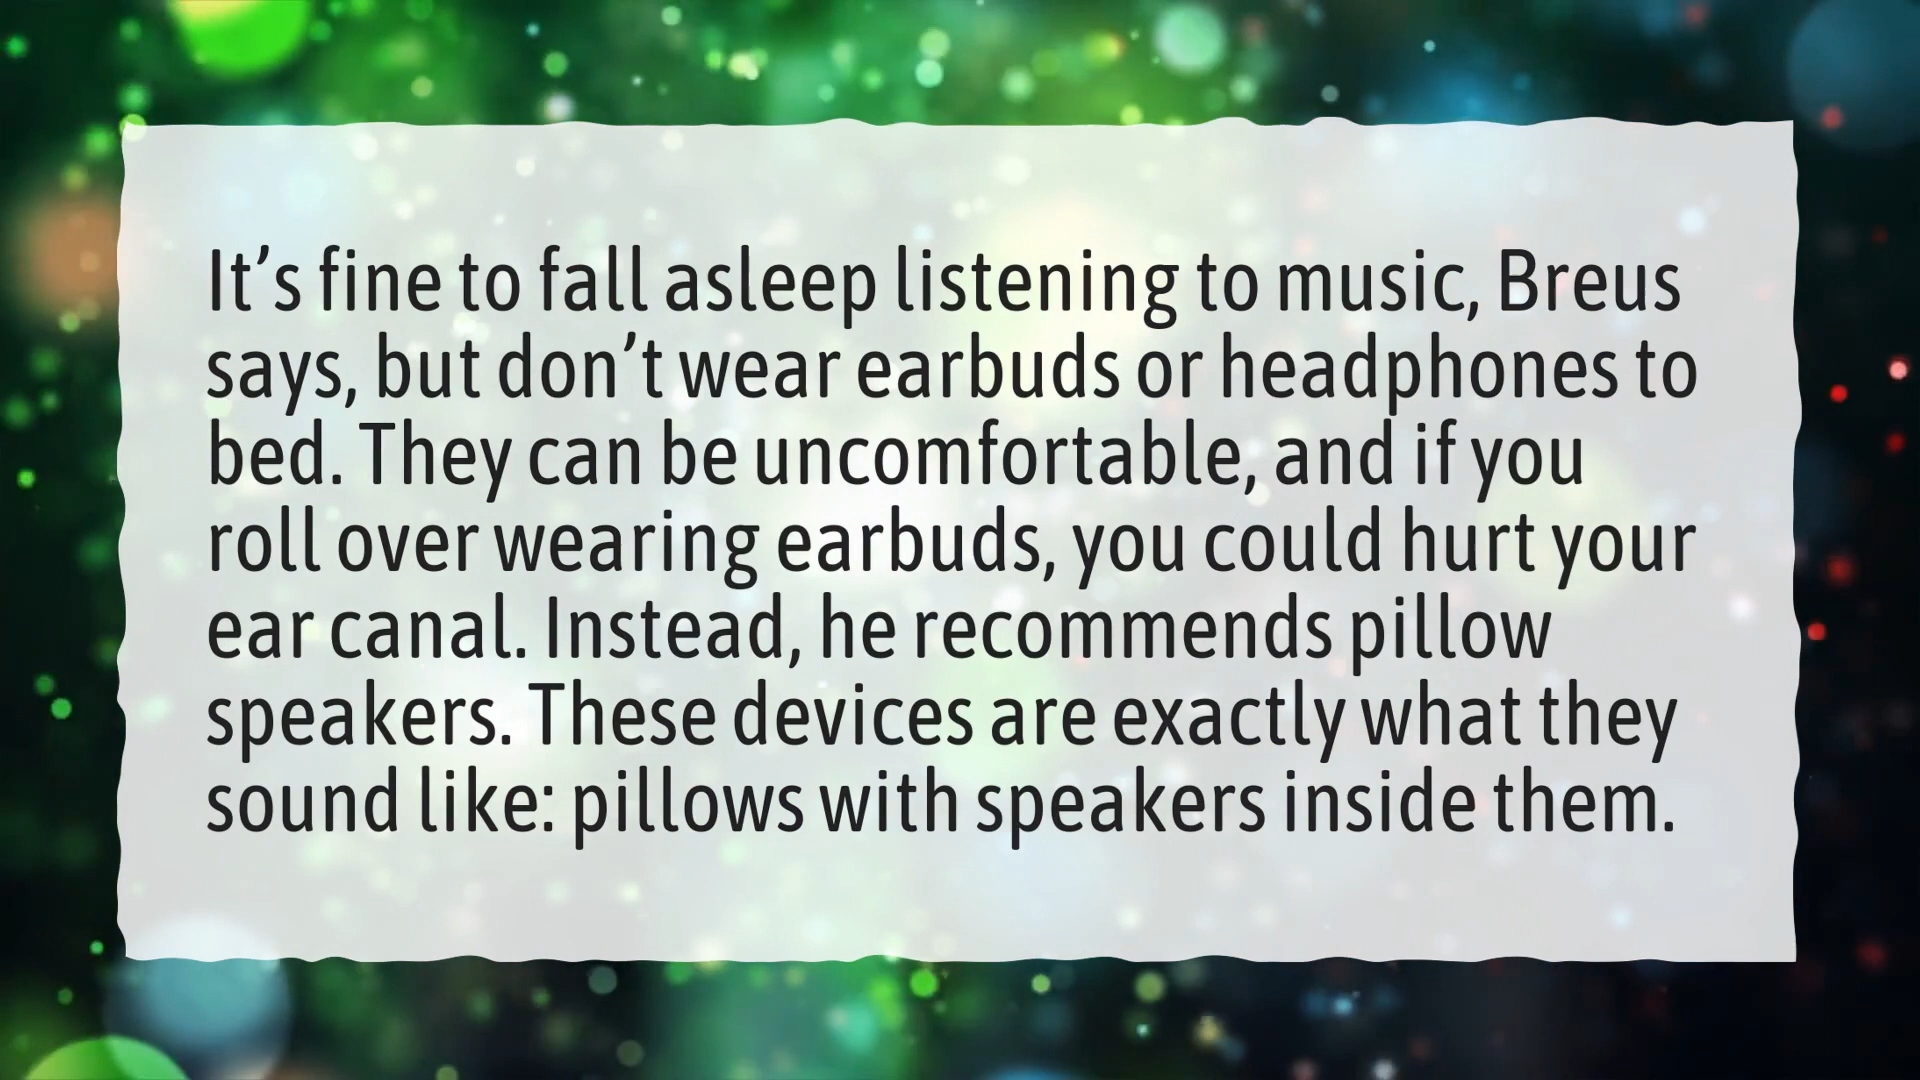 It’s fine to fall asleep listening to music, Breus
says, but don’t wear earbuds or headphones to
bed. They can be uncomfortable, and if you
roll over wearing earbuds, you could hurt your
ear canal. Instead, he recommends pillow
speakers. These devices are exactly what they
sound like: pillows with speakers inside them.